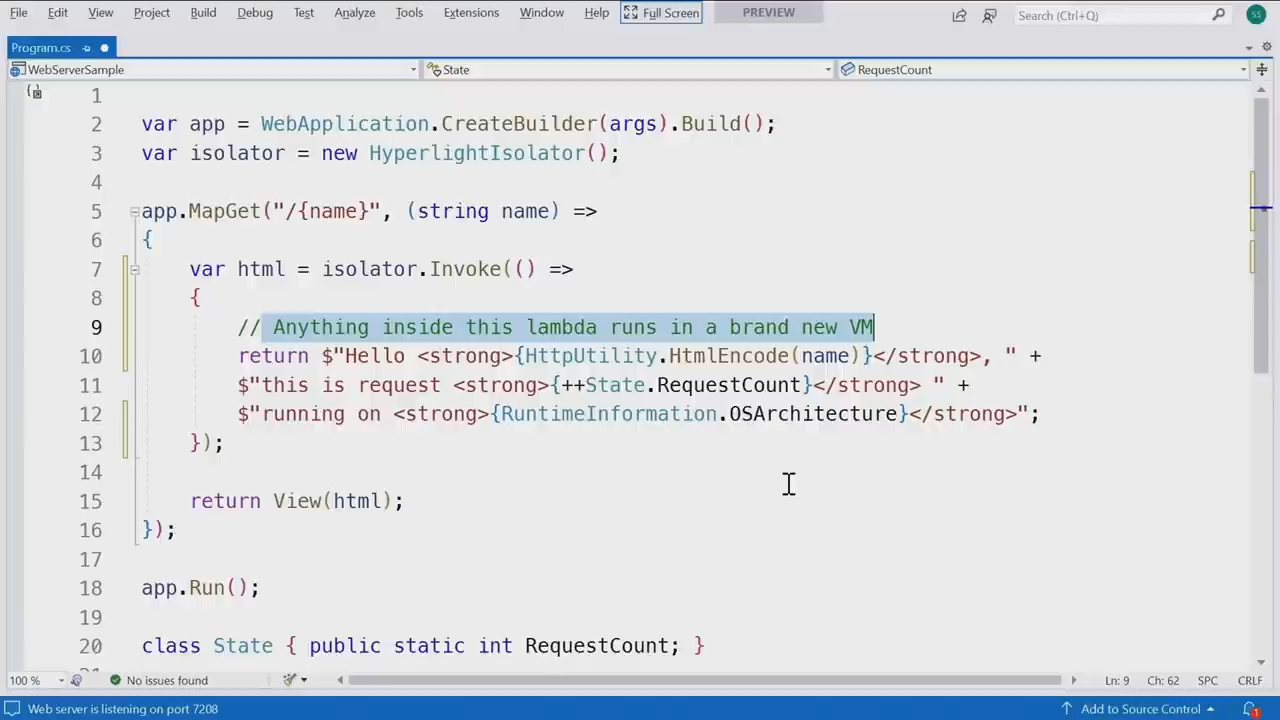 File Edit View Project Build Debug Test Analyze Tools Extensions Window Help Full Screen PREVIEW Search (Ctrl+Q) SS
Program.cs
WebServerSample State RequestCount
1
2 var app = WebApplication.CreateBuilder(args).Build();
3 var isolator = new HyperlightIsolator();
4
5 app.MapGet("/{name}", (string name) =>
6 {
7 var html = isolator.Invoke(() =>
8 {
9 // Anything inside this lambda runs in a brand new VM
10 return $"Hello <strong>{HttpUtility.HtmlEncode(name)}</strong>, " +
11 $"this is request <strong>{++State.RequestCount}</strong> " +
12 $"running on <strong>{RuntimeInformation.OSArchitecture}</strong>";
13 });
14
15 return View(html);
16 });
17
18 app.Run();
19
20 class State { public static int RequestCount; }
100 % No issues found Ln: 9 Ch: 62 SPC CRLF
Web server is listening on port 7208 Add to Source Control 1